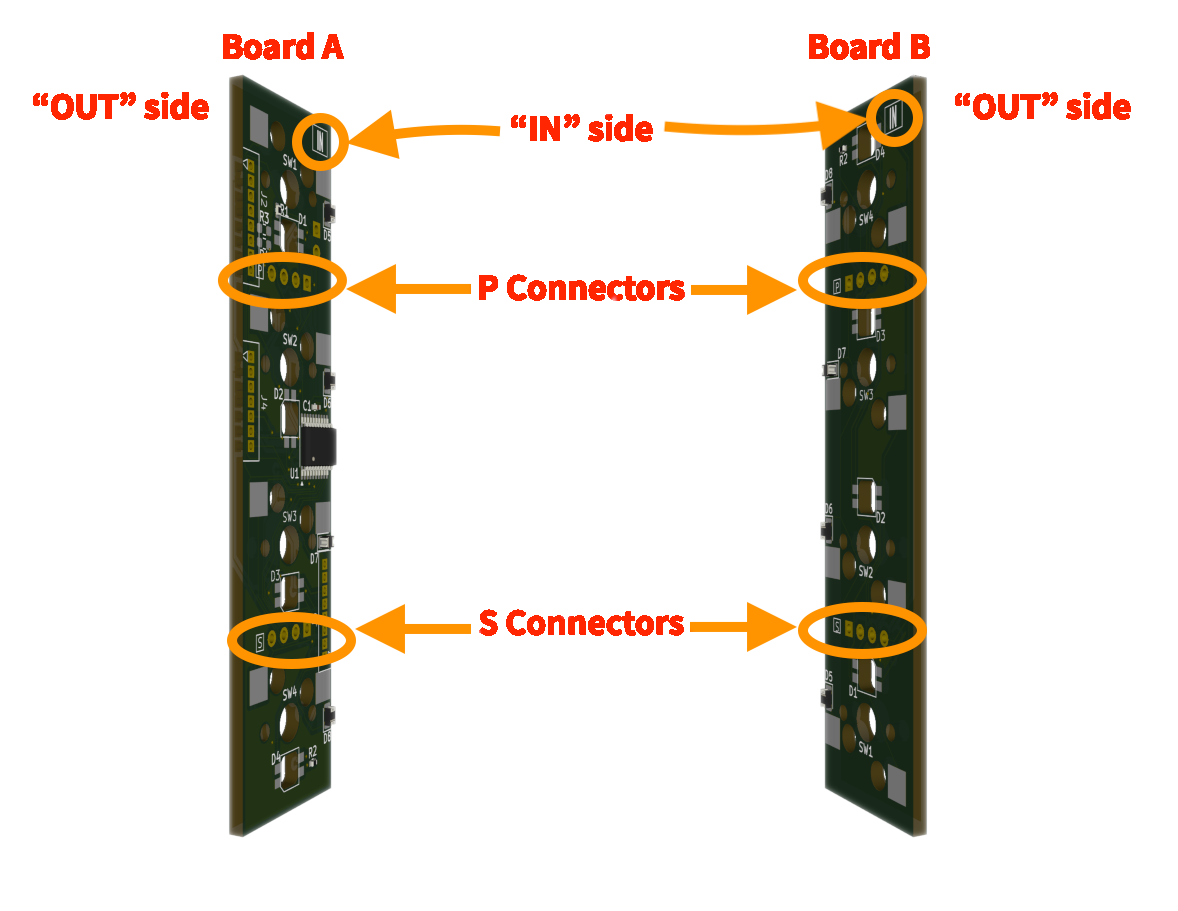 Board A
Board B
“OUT” side
“IN” side
“OUT” side
IN
IN
SW1
D4
R2
D8
J2
SW4
R1
D1
R3
D5
P Connectors
P
P
SW2
D3
D7
D2
C1
D6
SW3
J4
U1
SW3
D2
D6
D7
D3
SW2
S Connectors
S
S
SW4
D5
D1
D8
SW1
D4
R2